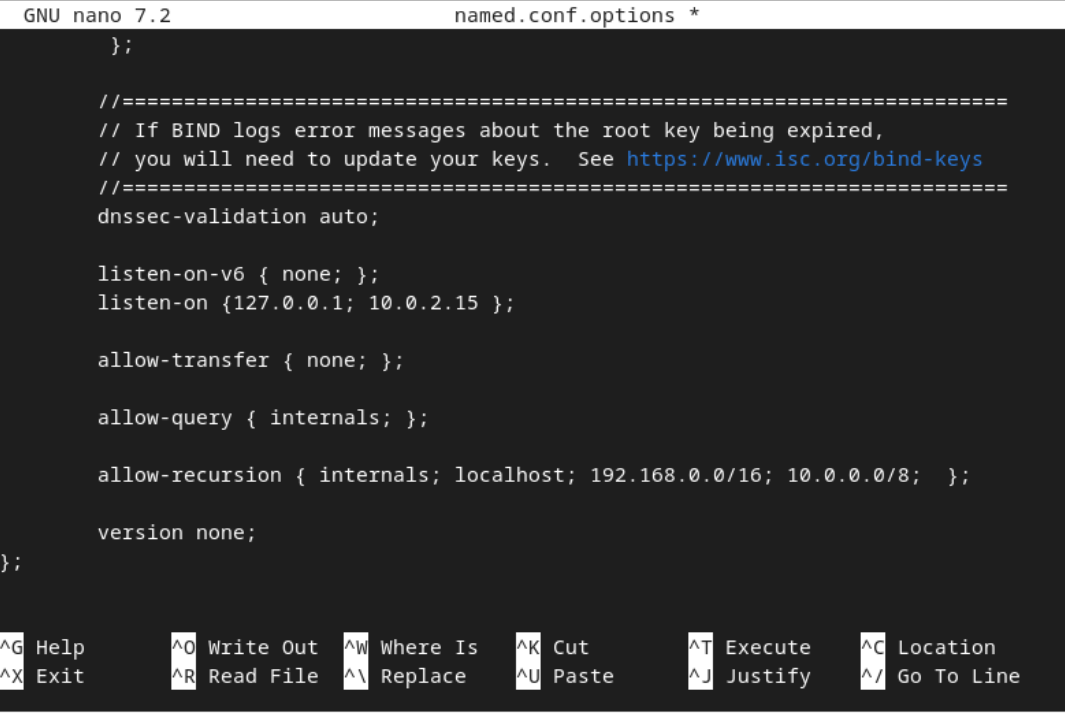 GNU nano 7.2 named.conf.options *
};
//========================================================================
// If BIND logs error messages about the root key being expired,
// you will need to update your keys.  See https://www.isc.org/bind-keys
//========================================================================
dnssec-validation auto;
listen-on-v6 { none; };
listen-on {127.0.0.1; 10.0.2.15 };
allow-transfer { none; };
allow-query { internals; };
allow-recursion { internals; localhost; 192.168.0.0/16; 10.0.0.0/8;  };
version none;
};
^G Help ^O Write Out ^W Where Is ^K Cut ^T Execute ^C Location
^X Exit ^R Read File ^\ Replace ^U Paste ^J Justify ^/ Go To Line